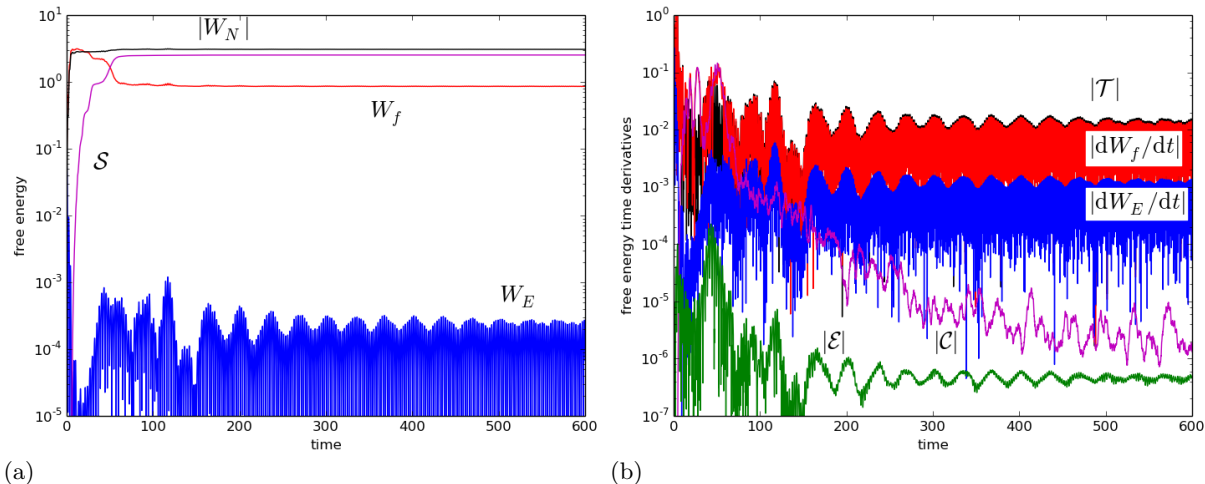 10^1
10^0
10^-1
10^-2
10^-3
10^-4
10^-5
free energy
|W_N|
W_f
S
W_E
0 100 200 300 400 500 600
time
(a)
10^0
10^-1
10^-2
10^-3
10^-4
10^-5
10^-6
10^-7
free energy time derivatives
|T|
|dW_f/dt|
|dW_E/dt|
|E| |C|
0 100 200 300 400 500 600
time
(b)